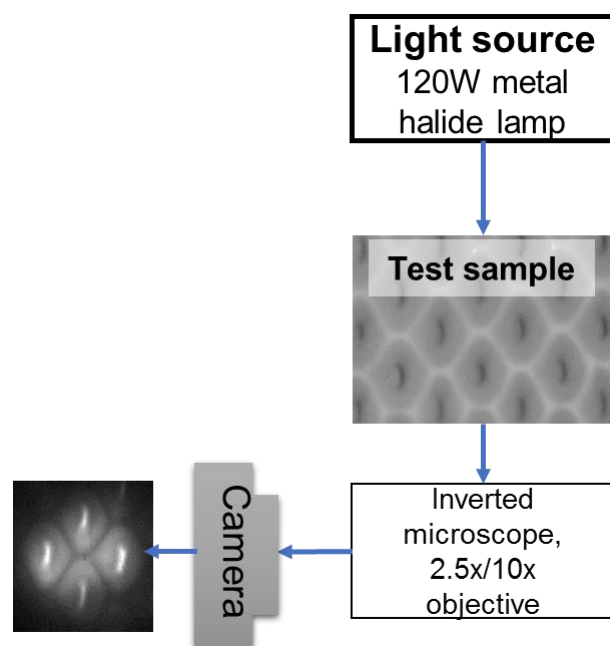 Light source
120W metal
halide lamp
Test sample
Inverted
microscope,
2.5x/10x
objective
Camera